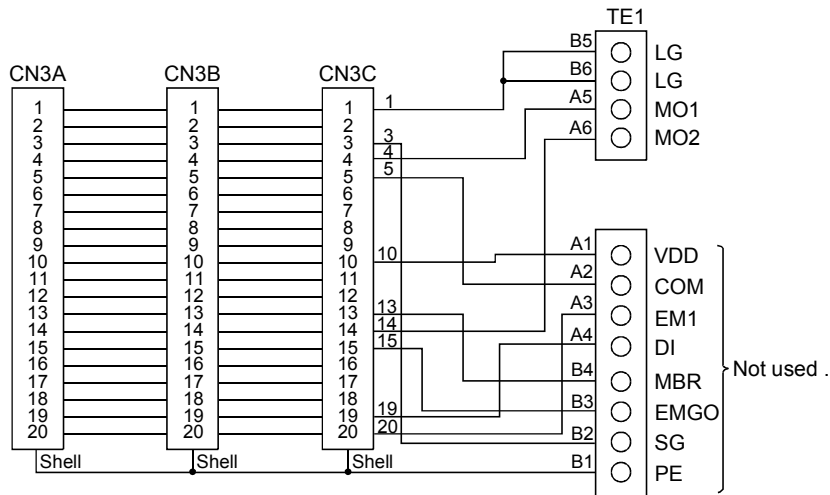 TE1
B5 LG
B6 LG
A5 MO1
A6 MO2
CN3A CN3B CN3C
1 1 1 1
2 2 2
3 3 3 3
4 4 4 4
5 5 5 5
6 6 6
7 7 7
8 8 8
9 9 9
10 10 10 10
11 11 11
12 12 12
13 13 13 13
14 14 14 14
15 15 15 15
16 16 16
17 17 17
18 18 18
19 19 19 19
20 20 20 20
Shell Shell Shell
A1 VDD
A2 COM
A3 EM1
A4 DI
B4 MBR
B3 EMGO
B2 SG
B1 PE
Not used .